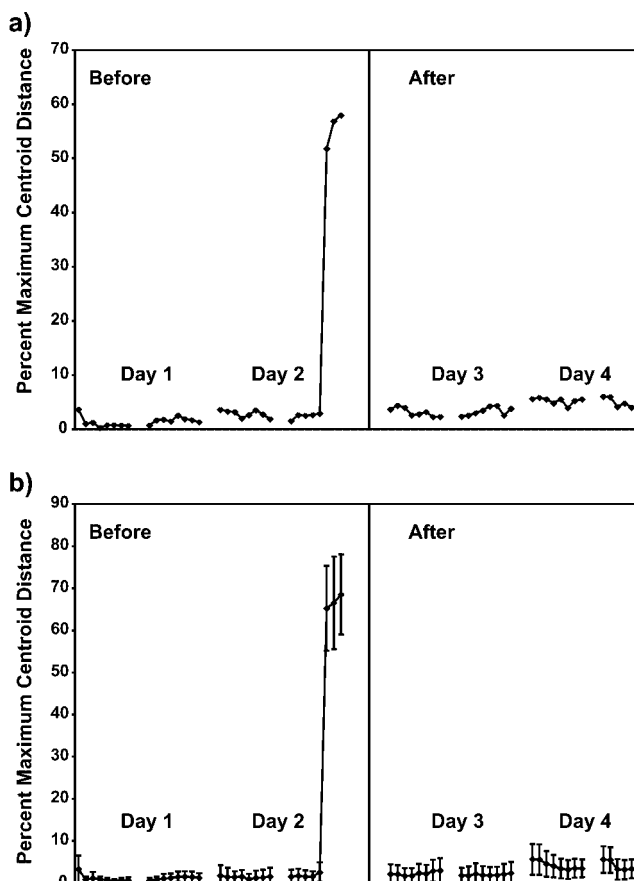 a)
Percent Maximum Centroid Distance
70
60
50
40
30
20
10
0
Before
After
Day 1
Day 2
Day 3
Day 4
b)
Percent Maximum Centroid Distance
90
80
70
60
50
40
30
20
10
0
Before
After
Day 1
Day 2
Day 3
Day 4